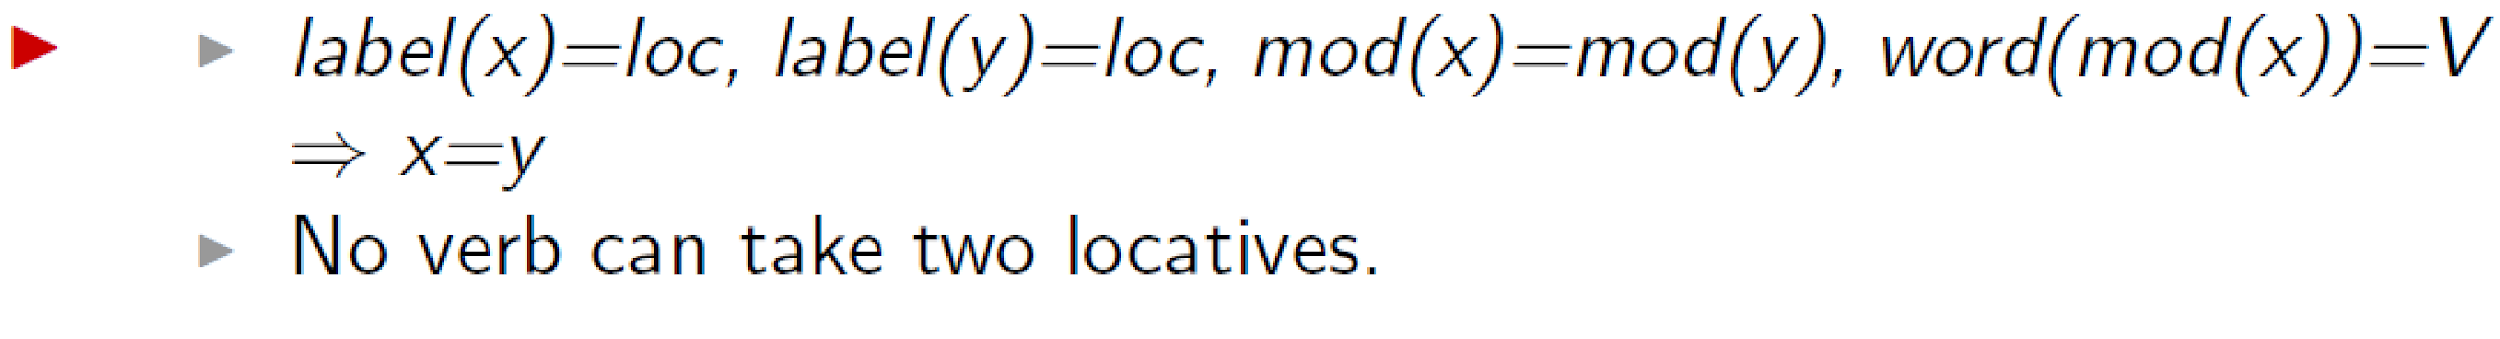 label(x)=loc, label(y)=loc, mod(x)=mod(y), word(mod(x))=V
⇒ x=y
No verb can take two locatives.